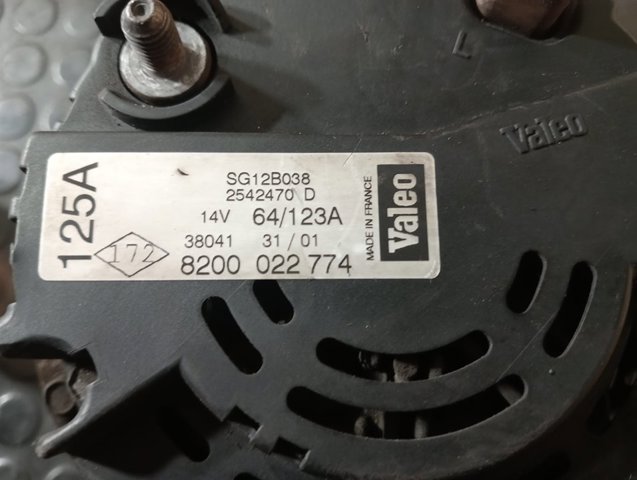 L
Valeo
125A
172
SG12B038
2542470 D
14V 64/123A
38041 31/01
8200 022 774
MADE IN FRANCE
Valeo